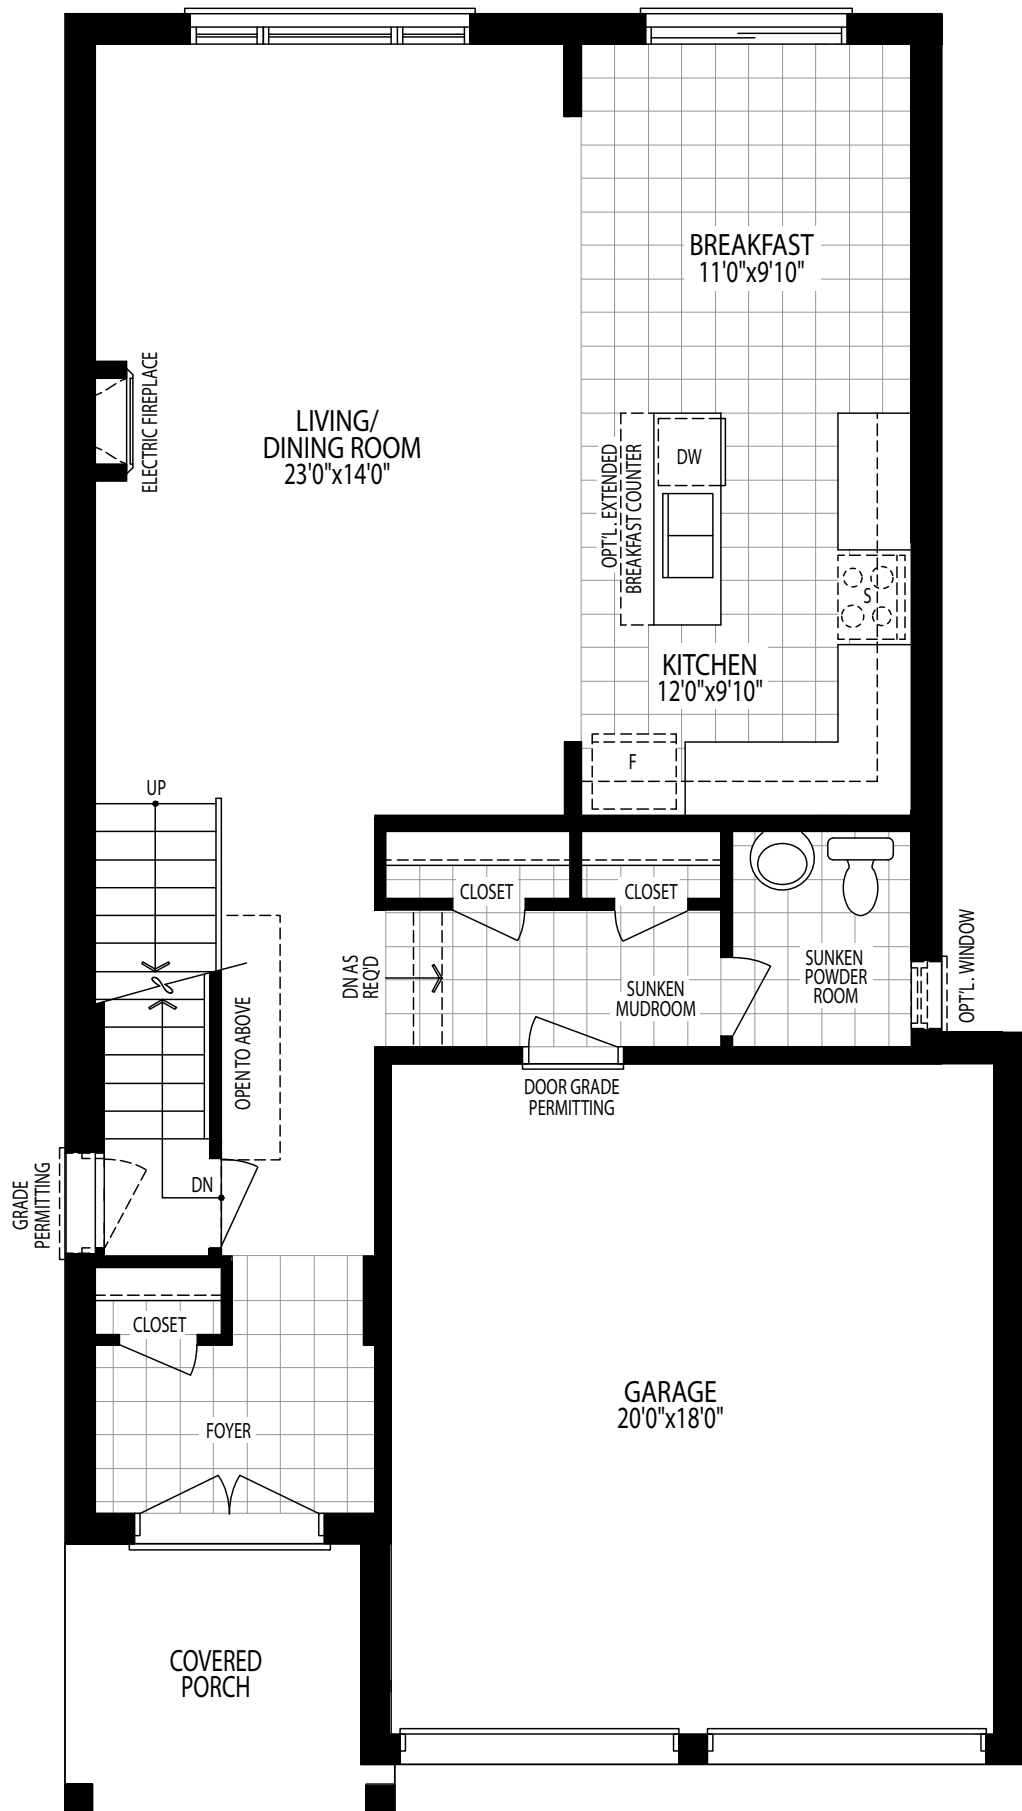 BREAKFAST
11'0"x9'10"
ELECTRIC FIREPLACE
LIVING/
DINING ROOM
23'0"x14'0"
OPT'L. EXTENDED
BREAKFAST COUNTER
DW
S
KITCHEN
12'0"x9'10"
F
UP
CLOSET
CLOSET
DN AS
REQ'D
SUNKEN
MUDROOM
SUNKEN
POWDER
ROOM
OPT'L. WINDOW
OPEN TO ABOVE
DOOR GRADE
PERMITTING
GRADE
PERMITTING
DN
CLOSET
FOYER
GARAGE
20'0"x18'0"
COVERED
PORCH